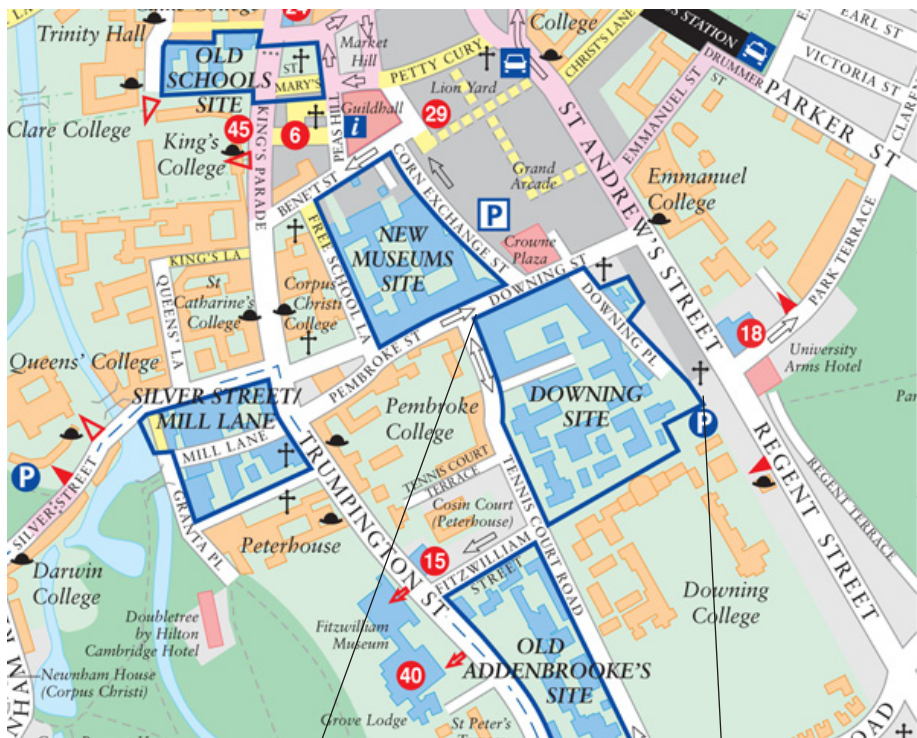 Trinity Hall
College
24
Market
Hill
OLD
SCHOOLS
SITE
ST
MARY'S
PETTY CURY
College
CHRIST'S LANE
STATION
DRUMMER
ST
EARL ST
VICTORIA ST
PARKER ST
EMMANUEL ST
Lion Yard
Guildhall
i
29
PEAS HILL
Clare College
45
6
King's
College
KING'S PARADE
BENE'T ST
CORN EXCHANGE ST
Grand
Arcade
ST ANDREW'S STREET
Emmanuel
College
P
Crowne
Plaza
FREE SCHOOL LA
NEW
MUSEUMS
SITE
KING'S LA
QUEENS' LA
St
Catharine's
College
Corpus
Christi
College
DOWNING ST
DOWNING PL
PARK TERRACE
18
University
Arms Hotel
Queens' College
PEMBROKE ST
SILVER STREET/
MILL LANE
MILL LANE
Pembroke
College
DOWNING
SITE
P
P
SILVER STREET
GRANTA PL
TRUMPINGTON ST
TENNIS COURT
TERRACE
TENNIS COURT ROAD
REGENT STREET
REGENT TERRACE
Cosin Court
(Peterhouse)
Peterhouse
15
FITZWILLIAM
STREET
Darwin
College
Doubletree
by Hilton
Cambridge Hotel
Fitzwilliam
Museum
Downing
College
OLD
ADDENBROOKE'S
SITE
40
Newnham House
(Corpus Christi)
Grove Lodge
St Peter's